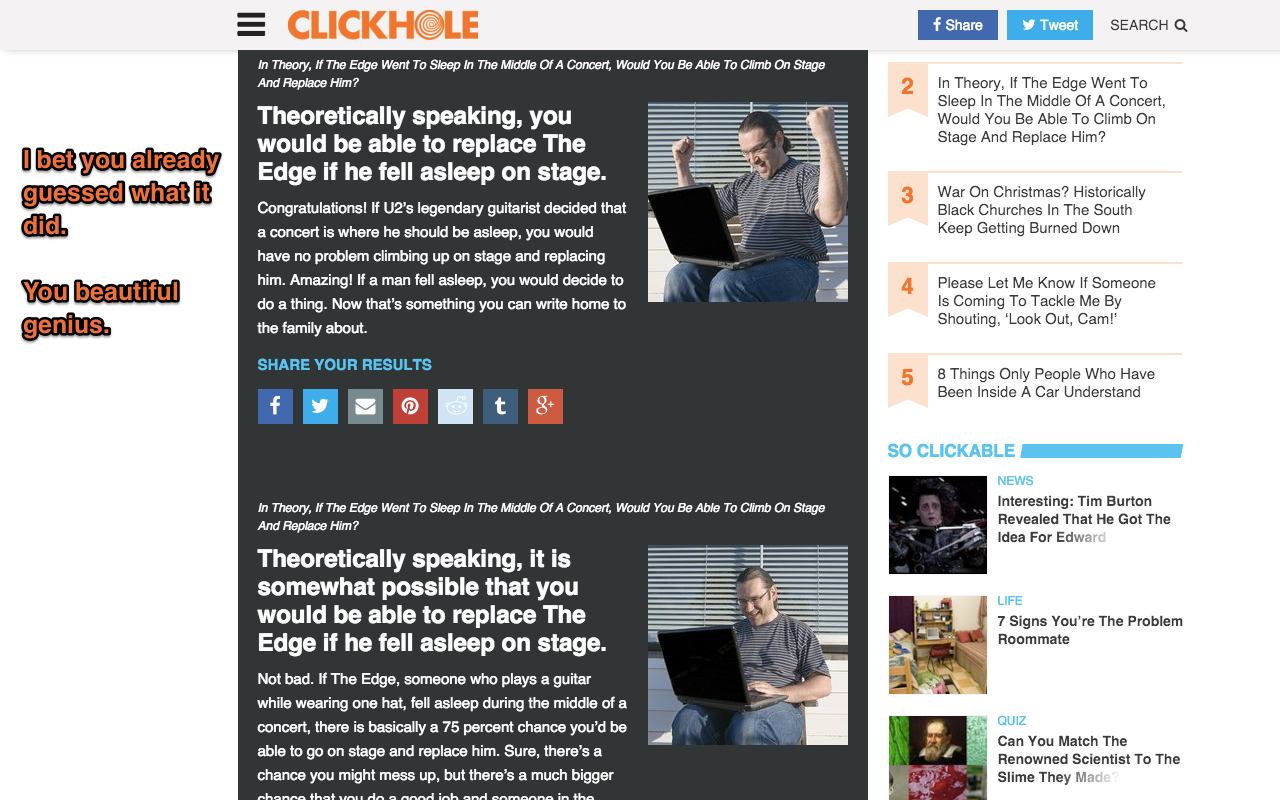 CLICKHOLE
Share
Tweet
SEARCH
I bet you already
guessed what it
did.
You beautiful
genius.
In Theory, If The Edge Went To Sleep In The Middle Of A Concert, Would You Be Able To Climb On Stage
And Replace Him?
Theoretically speaking, you
would be able to replace The
Edge if he fell asleep on stage.
Congratulations! If U2’s legendary guitarist decided that
a concert is where he should be asleep, you would
have no problem climbing up on stage and replacing
him. Amazing! If a man fell asleep, you would decide to
do a thing. Now that’s something you can write home to
the family about.
SHARE YOUR RESULTS
In Theory, If The Edge Went To Sleep In The Middle Of A Concert, Would You Be Able To Climb On Stage
And Replace Him?
Theoretically speaking, it is
somewhat possible that you
would be able to replace The
Edge if he fell asleep on stage.
Not bad. If The Edge, someone who plays a guitar
while wearing one hat, fell asleep during the middle of a
concert, there is basically a 75 percent chance you’d be
able to go on stage and replace him. Sure, there’s a
chance you might mess up, but there’s a much bigger
chance that you do a good job and someone in the
2
In Theory, If The Edge Went To
Sleep In The Middle Of A Concert,
Would You Be Able To Climb On
Stage And Replace Him?
3
War On Christmas? Historically
Black Churches In The South
Keep Getting Burned Down
4
Please Let Me Know If Someone
Is Coming To Tackle Me By
Shouting, ‘Look Out, Cam!’
5
8 Things Only People Who Have
Been Inside A Car Understand
SO CLICKABLE
NEWS
Interesting: Tim Burton
Revealed That He Got The
Idea For Edward
LIFE
7 Signs You’re The Problem
Roommate
QUIZ
Can You Match The
Renowned Scientist To The
Slime They Made?